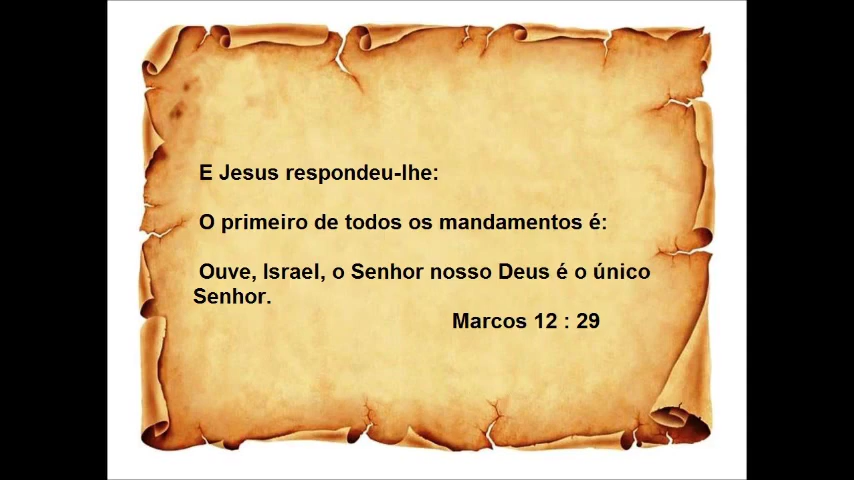 E Jesus respondeu-lhe:
O primeiro de todos os mandamentos é:
Ouve, Israel, o Senhor nosso Deus é o único
Senhor.
Marcos 12 : 29